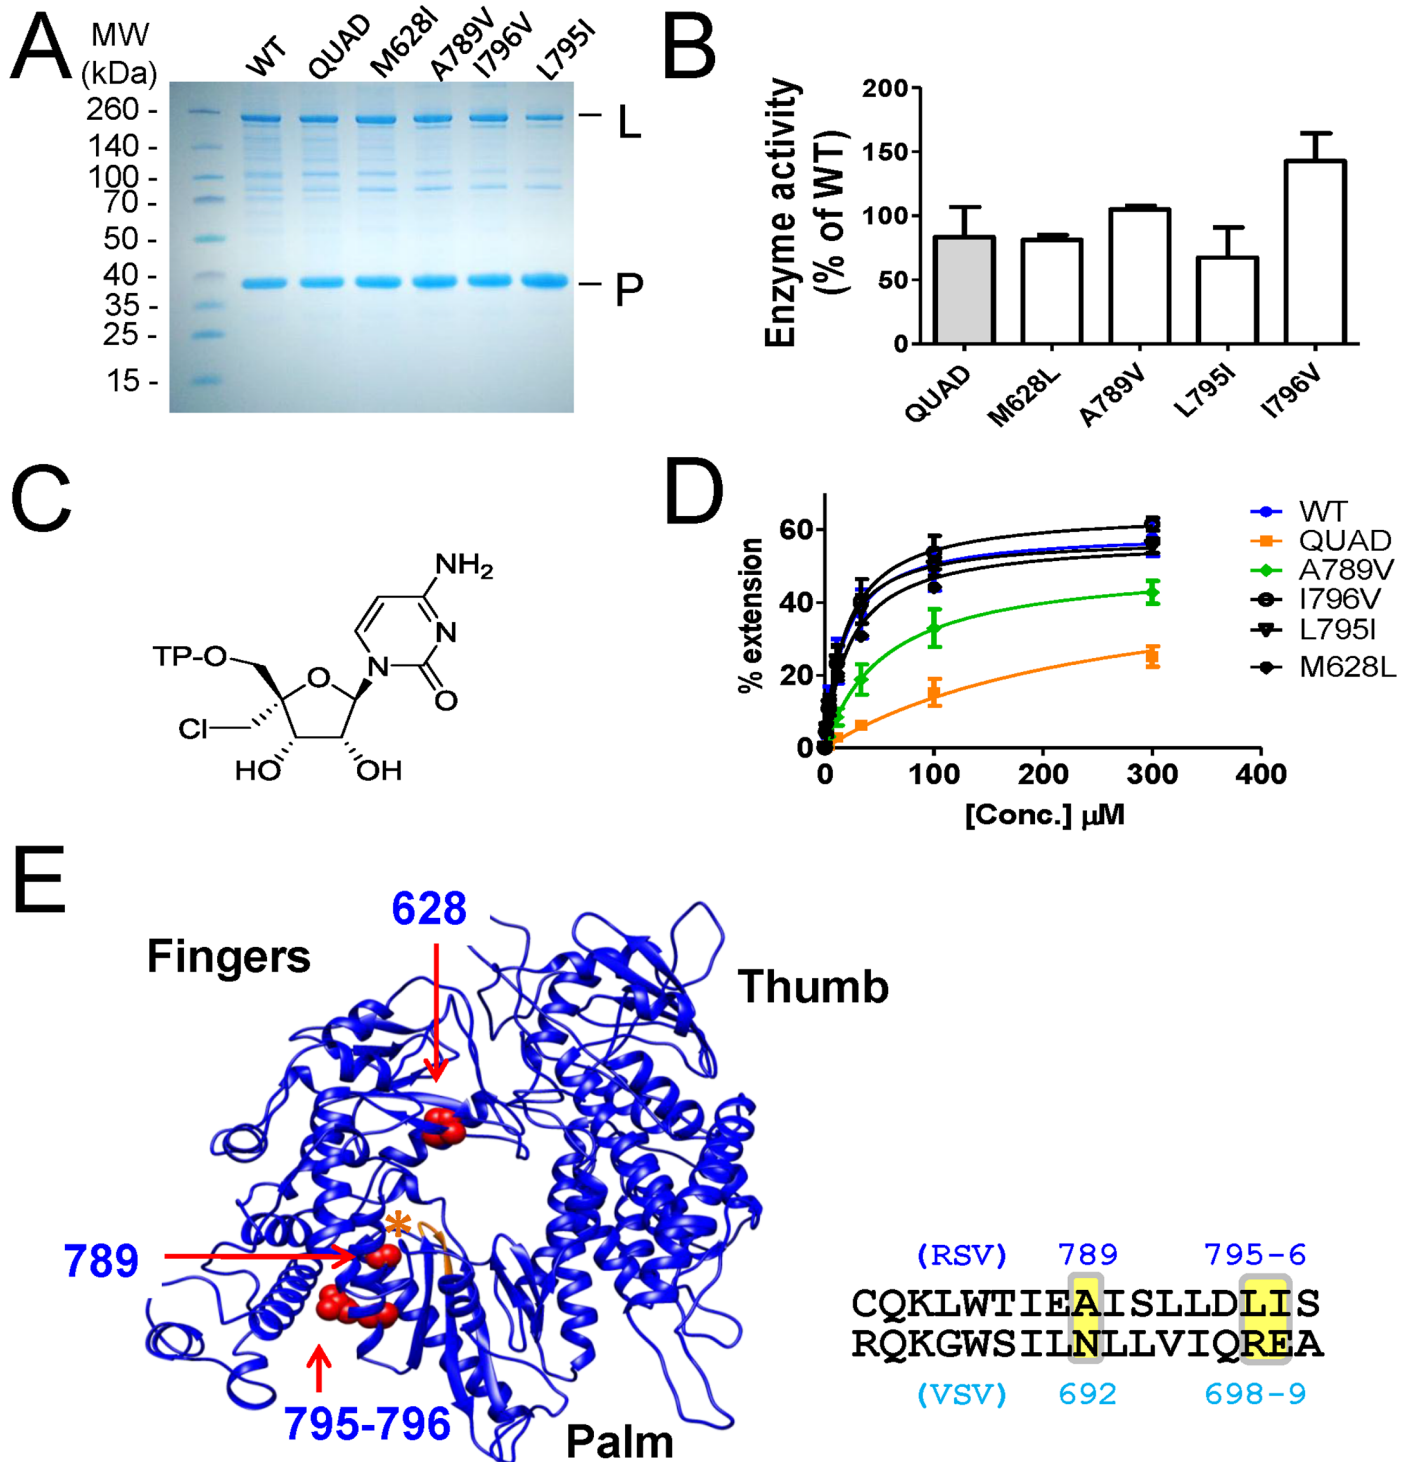 A
MW
(kDa)
WT
QUAD
M628I
A789V
I796V
L795I
260 -
140 -
100 -
70 -
50 -
40 -
35 -
25 -
15 -
L
P
B
Enzyme activity
(% of WT)
200
150
100
50
0
QUAD
M628L
A789V
L795I
I796V
C
NH2
N
N
O
TP-O
O
Cl
HO
OH
D
% extension
60
40
20
0
0
100
200
300
400
[Conc.] µM
WT
QUAD
A789V
I796V
L795I
M628L
E
628
Fingers
Thumb
*
789
795-796
Palm
(RSV) 789 795-6
CQKLWTIEAISLLDLIS
RQKGWSILNLLVIQREA
(VSV) 692 698-9